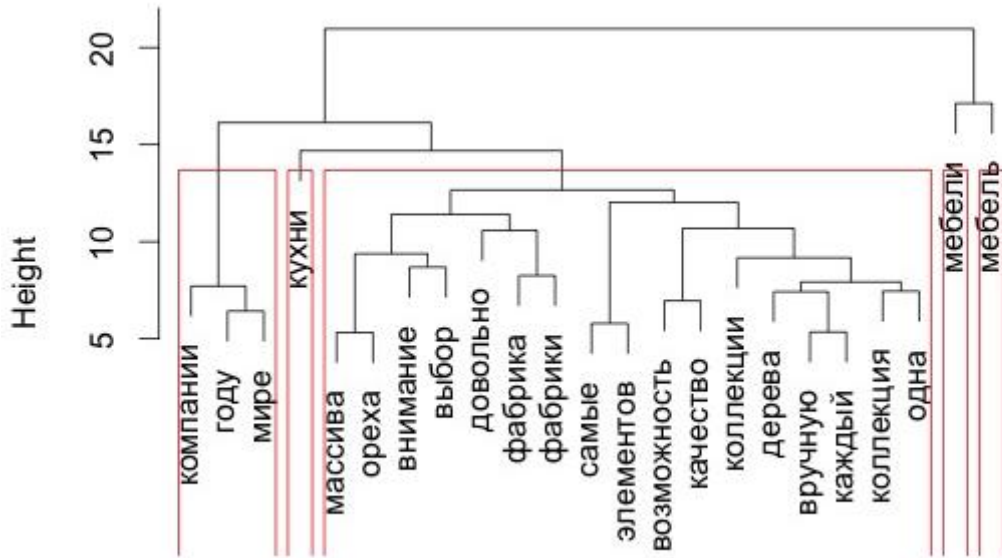 Height
20
15
10
5
компании
году
мире
кухни
массива
ореха
внимание
выбор
довольно
фабрика
фабрики
самые
элементов
возможность
качество
коллекции
дерева
вручную
каждый
коллекция
одна
мебели
мебель